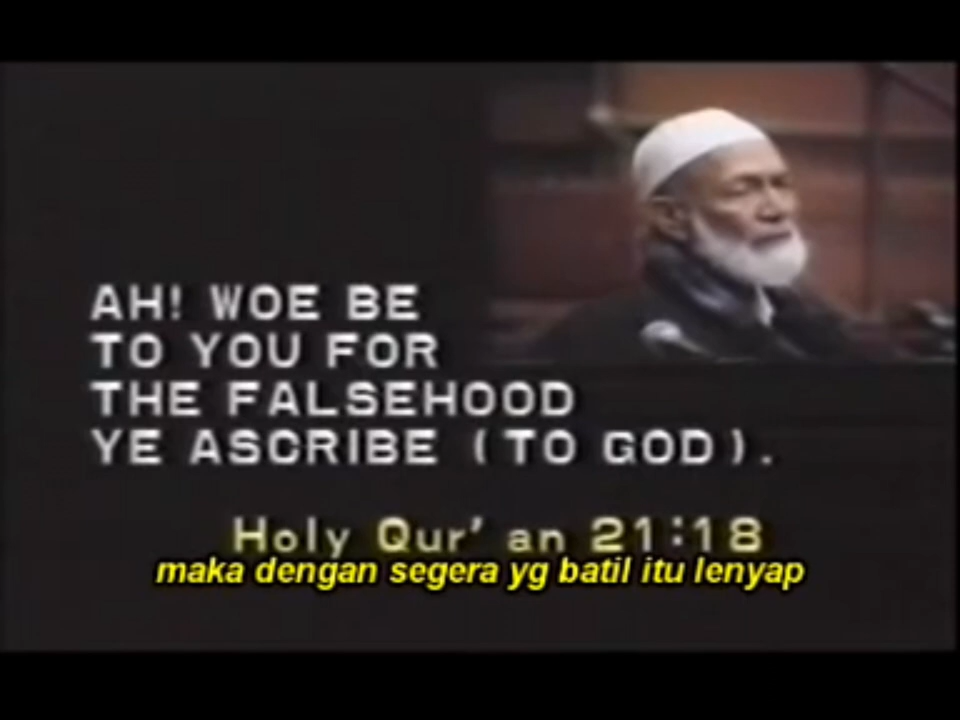 AH! WOE BE
TO YOU FOR
THE FALSEHOOD
YE ASCRIBE (TO GOD).
Holy Qur'an 21:18
maka dengan segera yg batil itu lenyap